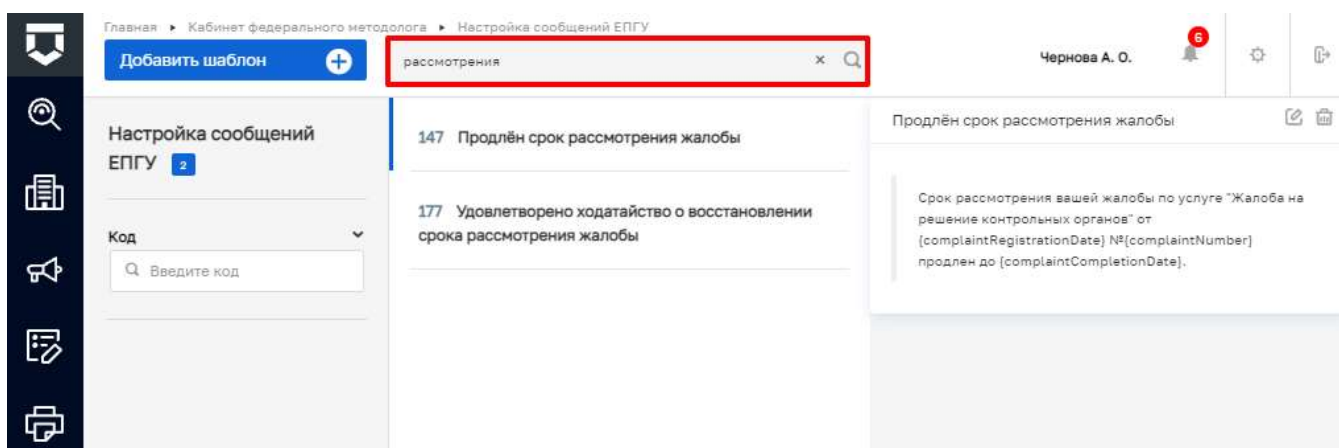 Главная ▸ Кабинет федерального методолога ▸ Настройка сообщений ЕПГУ
Добавить шаблон
рассмотрения
Чернова А. О.
6
Настройка сообщений
ЕПГУ 2
Код
Введите код
147 Продлён срок рассмотрения жалобы
177 Удовлетворено ходатайство о восстановлении
срока рассмотрения жалобы
Продлён срок рассмотрения жалобы
Срок рассмотрения вашей жалобы по услуге "Жалоба на
решение контрольных органов" от
{complaintRegistrationDate} №{complaintNumber}
продлен до {complaintCompletionDate}.